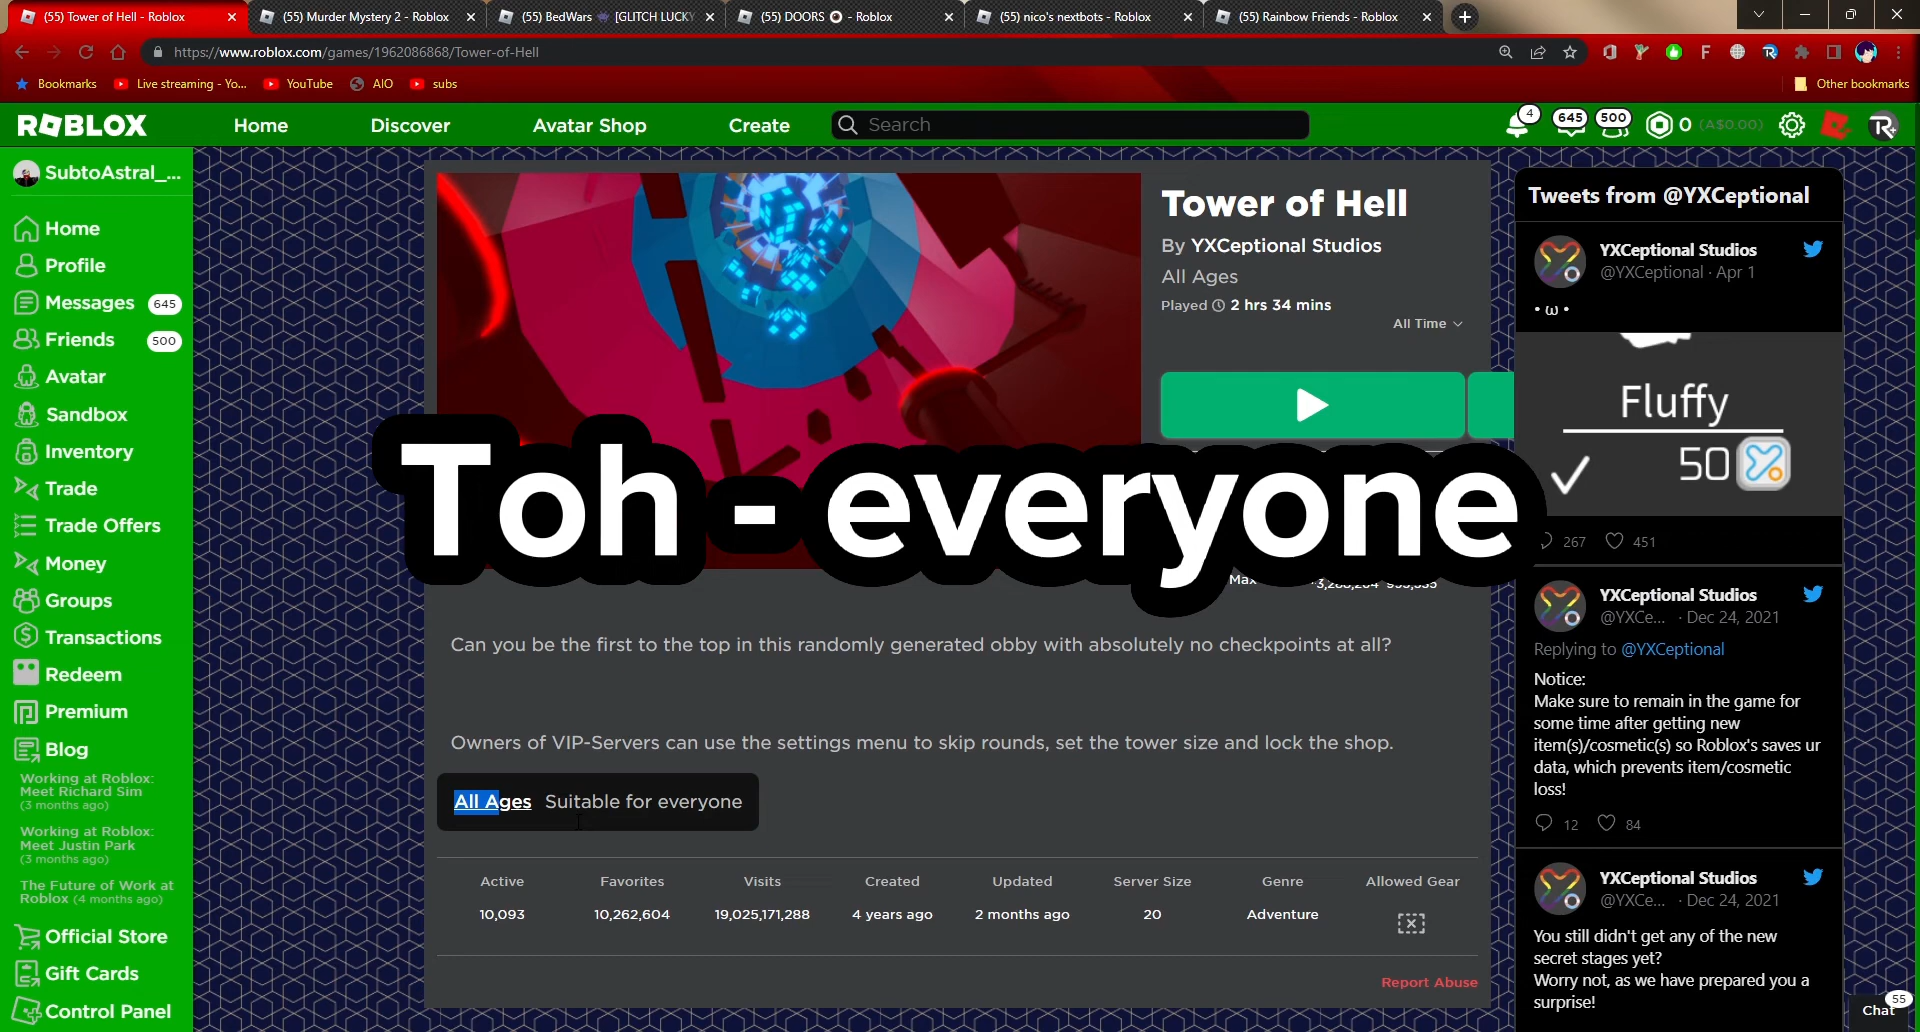 (55) Tower of Hell - Roblox
(55) Murder Mystery 2 - Roblox
(55) BedWars 👾 [GLITCH LUCKY
(55) DOORS 👁 - Roblox
(55) nico's nextbots - Roblox
(55) Rainbow Friends - Roblox
https://www.roblox.com/games/1962086868/Tower-of-Hell
Bookmarks
Live streaming - Yo...
YouTube
AIO
subs
Other bookmarks
ROBLOX
Home
Discover
Avatar Shop
Create
Search
4
645
500
0 (A$0.00)
SubtoAstral_...
Home
Profile
Messages 645
Friends 500
Avatar
Sandbox
Inventory
Trade
Trade Offers
Money
Groups
Transactions
Redeem
Premium
Blog
Working at Roblox:
Meet Richard Sim
(3 months ago)
Working at Roblox:
Meet Justin Park
(3 months ago)
The Future of Work at
Roblox (4 months ago)
Official Store
Gift Cards
Control Panel
Tower of Hell
By YXCeptional Studios
All Ages
Played 2 hrs 34 mins
All Time
Toh - everyone
Max
Can you be the first to the top in this randomly generated obby with absolutely no checkpoints at all?
Owners of VIP-Servers can use the settings menu to skip rounds, set the tower size and lock the shop.
All Ages Suitable for everyone
Active Favorites Visits Created Updated Server Size Genre Allowed Gear
10,093 10,262,604 19,025,171,288 4 years ago 2 months ago 20 Adventure
Report Abuse
Tweets from @YXCeptional
YXCeptional Studios
@YXCeptional · Apr 1
• ω •
Fluffy
50
267 451
YXCeptional Studios
@YXCe... · Dec 24, 2021
Replying to @YXCeptional
Notice:
Make sure to remain in the game for
some time after getting new
item(s)/cosmetic(s) so Roblox's saves ur
data, which prevents item/cosmetic
loss!
12 84
YXCeptional Studios
@YXCe... · Dec 24, 2021
You still didn't get any of the new
secret stages yet?
Worry not, as we have prepared you a
surprise!
Chat 55